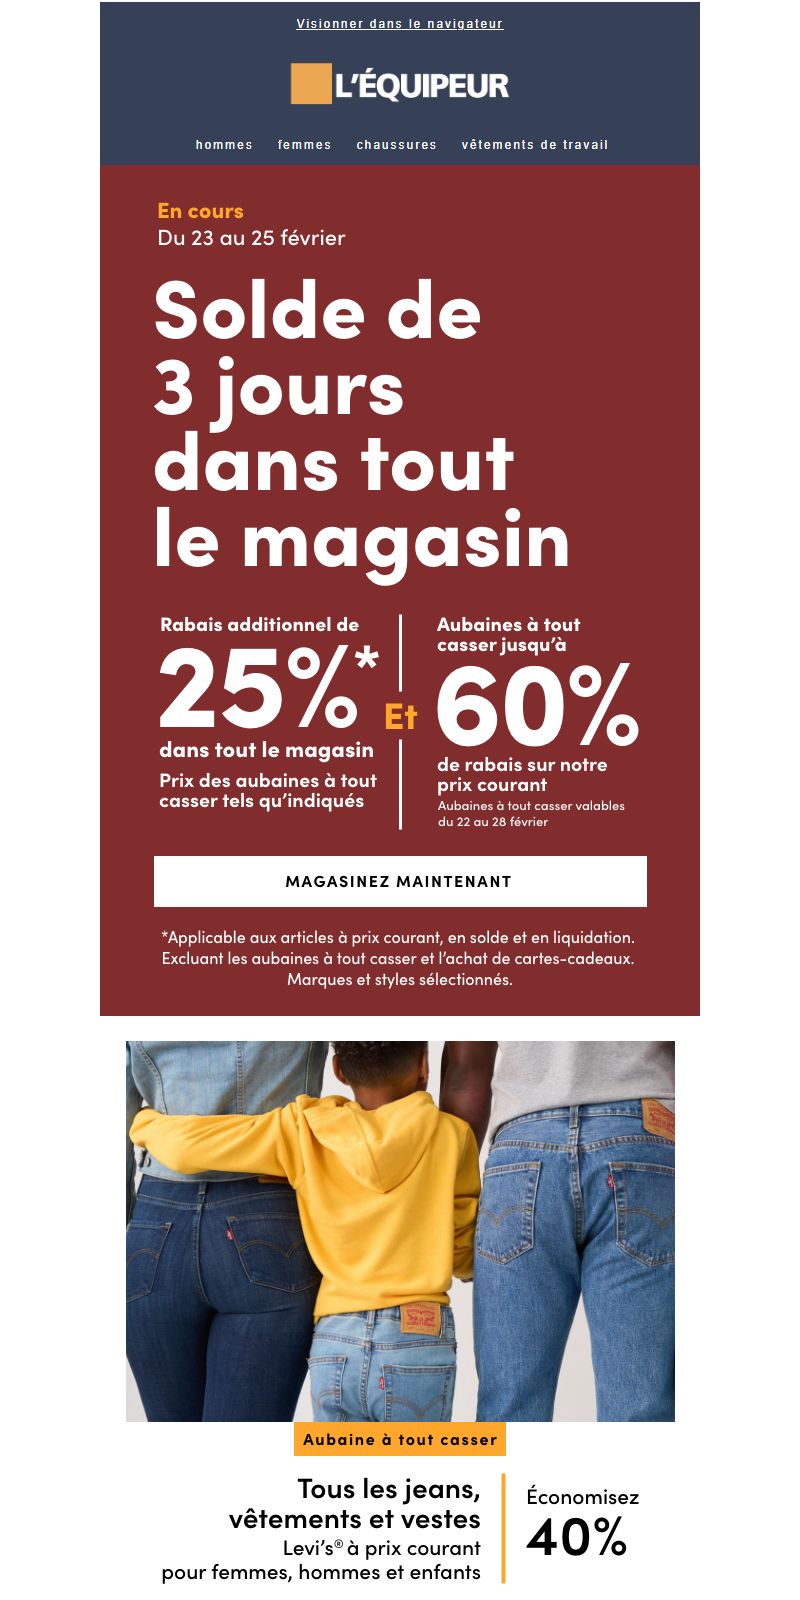 Visionner dans le navigateur
L'ÉQUIPEUR
hommes femmes chaussures vêtements de travail
En cours
Du 23 au 25 février
Solde de
3 jours
dans tout
le magasin
Rabais additionnel de
25%*
dans tout le magasin
Prix des aubaines à tout
casser tels qu'indiqués
Et
Aubaines à tout
casser jusqu'à
60%
de rabais sur notre
prix courant
Aubaines à tout casser valables
du 22 au 28 février
MAGASINEZ MAINTENANT
*Applicable aux articles à prix courant, en solde et en liquidation.
Excluant les aubaines à tout casser et l'achat de cartes-cadeaux.
Marques et styles sélectionnés.
Aubaine à tout casser
Tous les jeans,
vêtements et vestes
Levi's® à prix courant
pour femmes, hommes et enfants
Économisez
40%